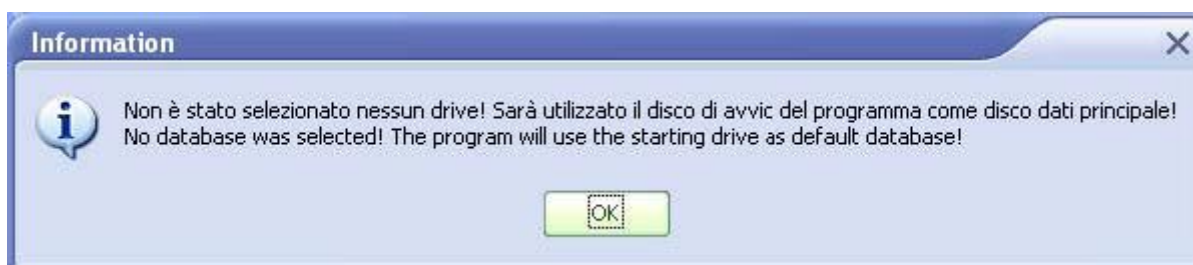 Information
Non è stato selezionato nessun drive! Sarà utilizzato il disco di avvic del programma come disco dati principale!
No database was selected! The program will use the starting drive as default database!
OK